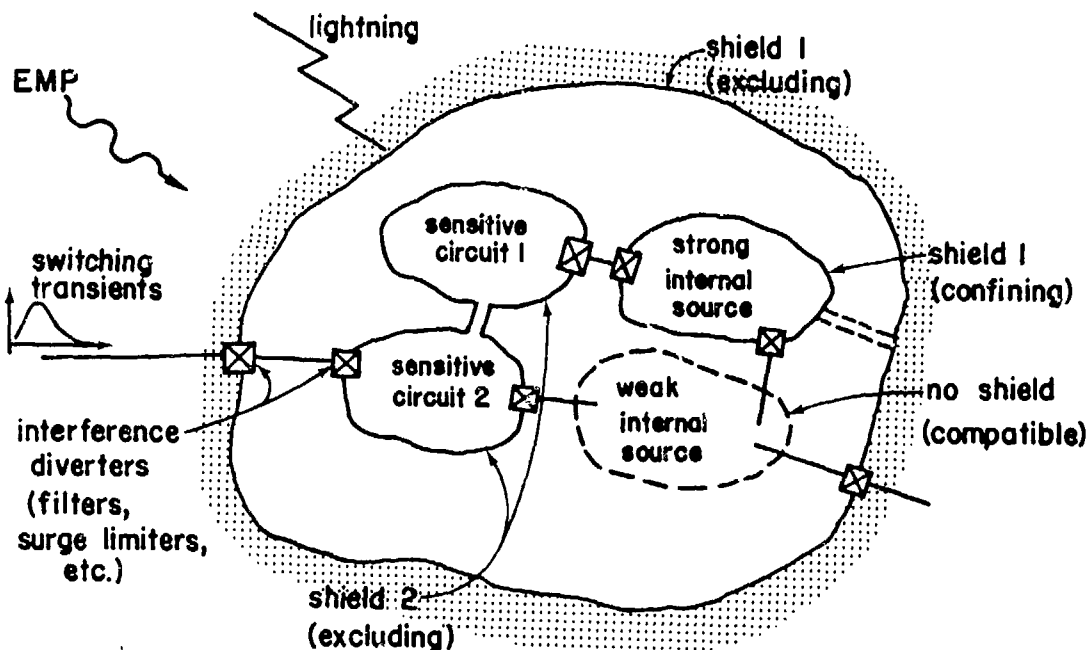 lightning
EMP
shield 1
(excluding)
sensitive
circuit 1
strong
internal
source
shield 1
(confining)
switching
transients
sensitive
circuit 2
weak
internal
source
no shield
(compatible)
interference
diverters
(filters,
surge limiters,
etc.)
shield 2
(excluding)